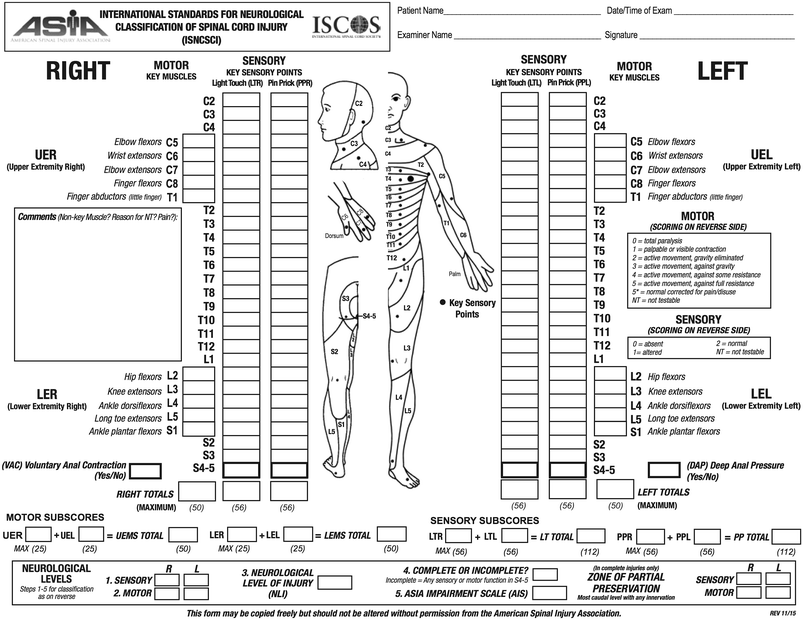 ASIA
AMERICAN SPINAL INJURY ASSOCIATION
INTERNATIONAL STANDARDS FOR NEUROLOGICAL
CLASSIFICATION OF SPINAL CORD INJURY
(ISNCSCI)
ISCOS
INTERNATIONAL SPINAL CORD SOCIETY
Patient Name
Date/Time of Exam
Examiner Name
Signature
RIGHT
MOTOR
KEY MUSCLES
SENSORY
KEY SENSORY POINTS
Light Touch (LTR) Pin Prick (PPR)
C2
C3
C4
UER
(Upper Extremity Right)
Elbow flexors C5
Wrist extensors C6
Elbow extensors C7
Finger flexors C8
Finger abductors (little finger) T1
Comments (Non-key Muscle? Reason for NT? Pain?):
T2
T3
T4
T5
T6
T7
T8
T9
T10
T11
T12
L1
LER
(Lower Extremity Right)
Hip flexors L2
Knee extensors L3
Ankle dorsiflexors L4
Long toe extensors L5
Ankle plantar flexors S1
S2
S3
S4-5
(VAC) Voluntary Anal Contraction
(Yes/No)
RIGHT TOTALS
(MAXIMUM) (50) (56) (56)
C2
C3
C4
C6
Dorsum
C2
C3
C4
T2
C5
T3
T4
T5
T6
T7
T8
T9
T10
T11
T12
L1
T1
C6
Palm
S3
S4-5
L2
S2
L3
L4
L5
S1
L5
Key Sensory
Points
SENSORY
KEY SENSORY POINTS
Light Touch (LTL) Pin Prick (PPL)
MOTOR
KEY MUSCLES
LEFT
C2
C3
C4
C5 Elbow flexors
C6 Wrist extensors
C7 Elbow extensors
C8 Finger flexors
T1 Finger abductors (little finger)
UEL
(Upper Extremity Left)
T2
T3
T4
T5
T6
T7
T8
T9
T10
T11
T12
L1
MOTOR
(SCORING ON REVERSE SIDE)
0 = total paralysis
1 = palpable or visible contraction
2 = active movement, gravity eliminated
3 = active movement, against gravity
4 = active movement, against some resistance
5 = active movement, against full resistance
5* = normal corrected for pain/disuse
NT = not testable
SENSORY
(SCORING ON REVERSE SIDE)
0 = absent 2 = normal
1= altered NT = not testable
L2 Hip flexors
L3 Knee extensors
L4 Ankle dorsiflexors
L5 Long toe extensors
S1 Ankle plantar flexors
LEL
(Lower Extremity Left)
S2
S3
S4-5
(DAP) Deep Anal Pressure
(Yes/No)
LEFT TOTALS
(56) (56) (50) (MAXIMUM)
MOTOR SUBSCORES
UER + UEL = UEMS TOTAL LER + LEL = LEMS TOTAL
MAX (25) (25) (50) MAX (25) (25) (50)
SENSORY SUBSCORES
LTR + LTL = LT TOTAL PPR + PPL = PP TOTAL
MAX (56) (56) (112) MAX (56) (56) (112)
NEUROLOGICAL
LEVELS
Steps 1-5 for classification
as on reverse
R L
1. SENSORY
2. MOTOR
3. NEUROLOGICAL
LEVEL OF INJURY
(NLI)
4. COMPLETE OR INCOMPLETE?
Incomplete = Any sensory or motor function in S4-5
5. ASIA IMPAIRMENT SCALE (AIS)
(In complete injuries only)
ZONE OF PARTIAL
PRESERVATION
Most caudal level with any innervation
R L
SENSORY
MOTOR
This form may be copied freely but should not be altered without permission from the American Spinal Injury Association.
REV 11/15